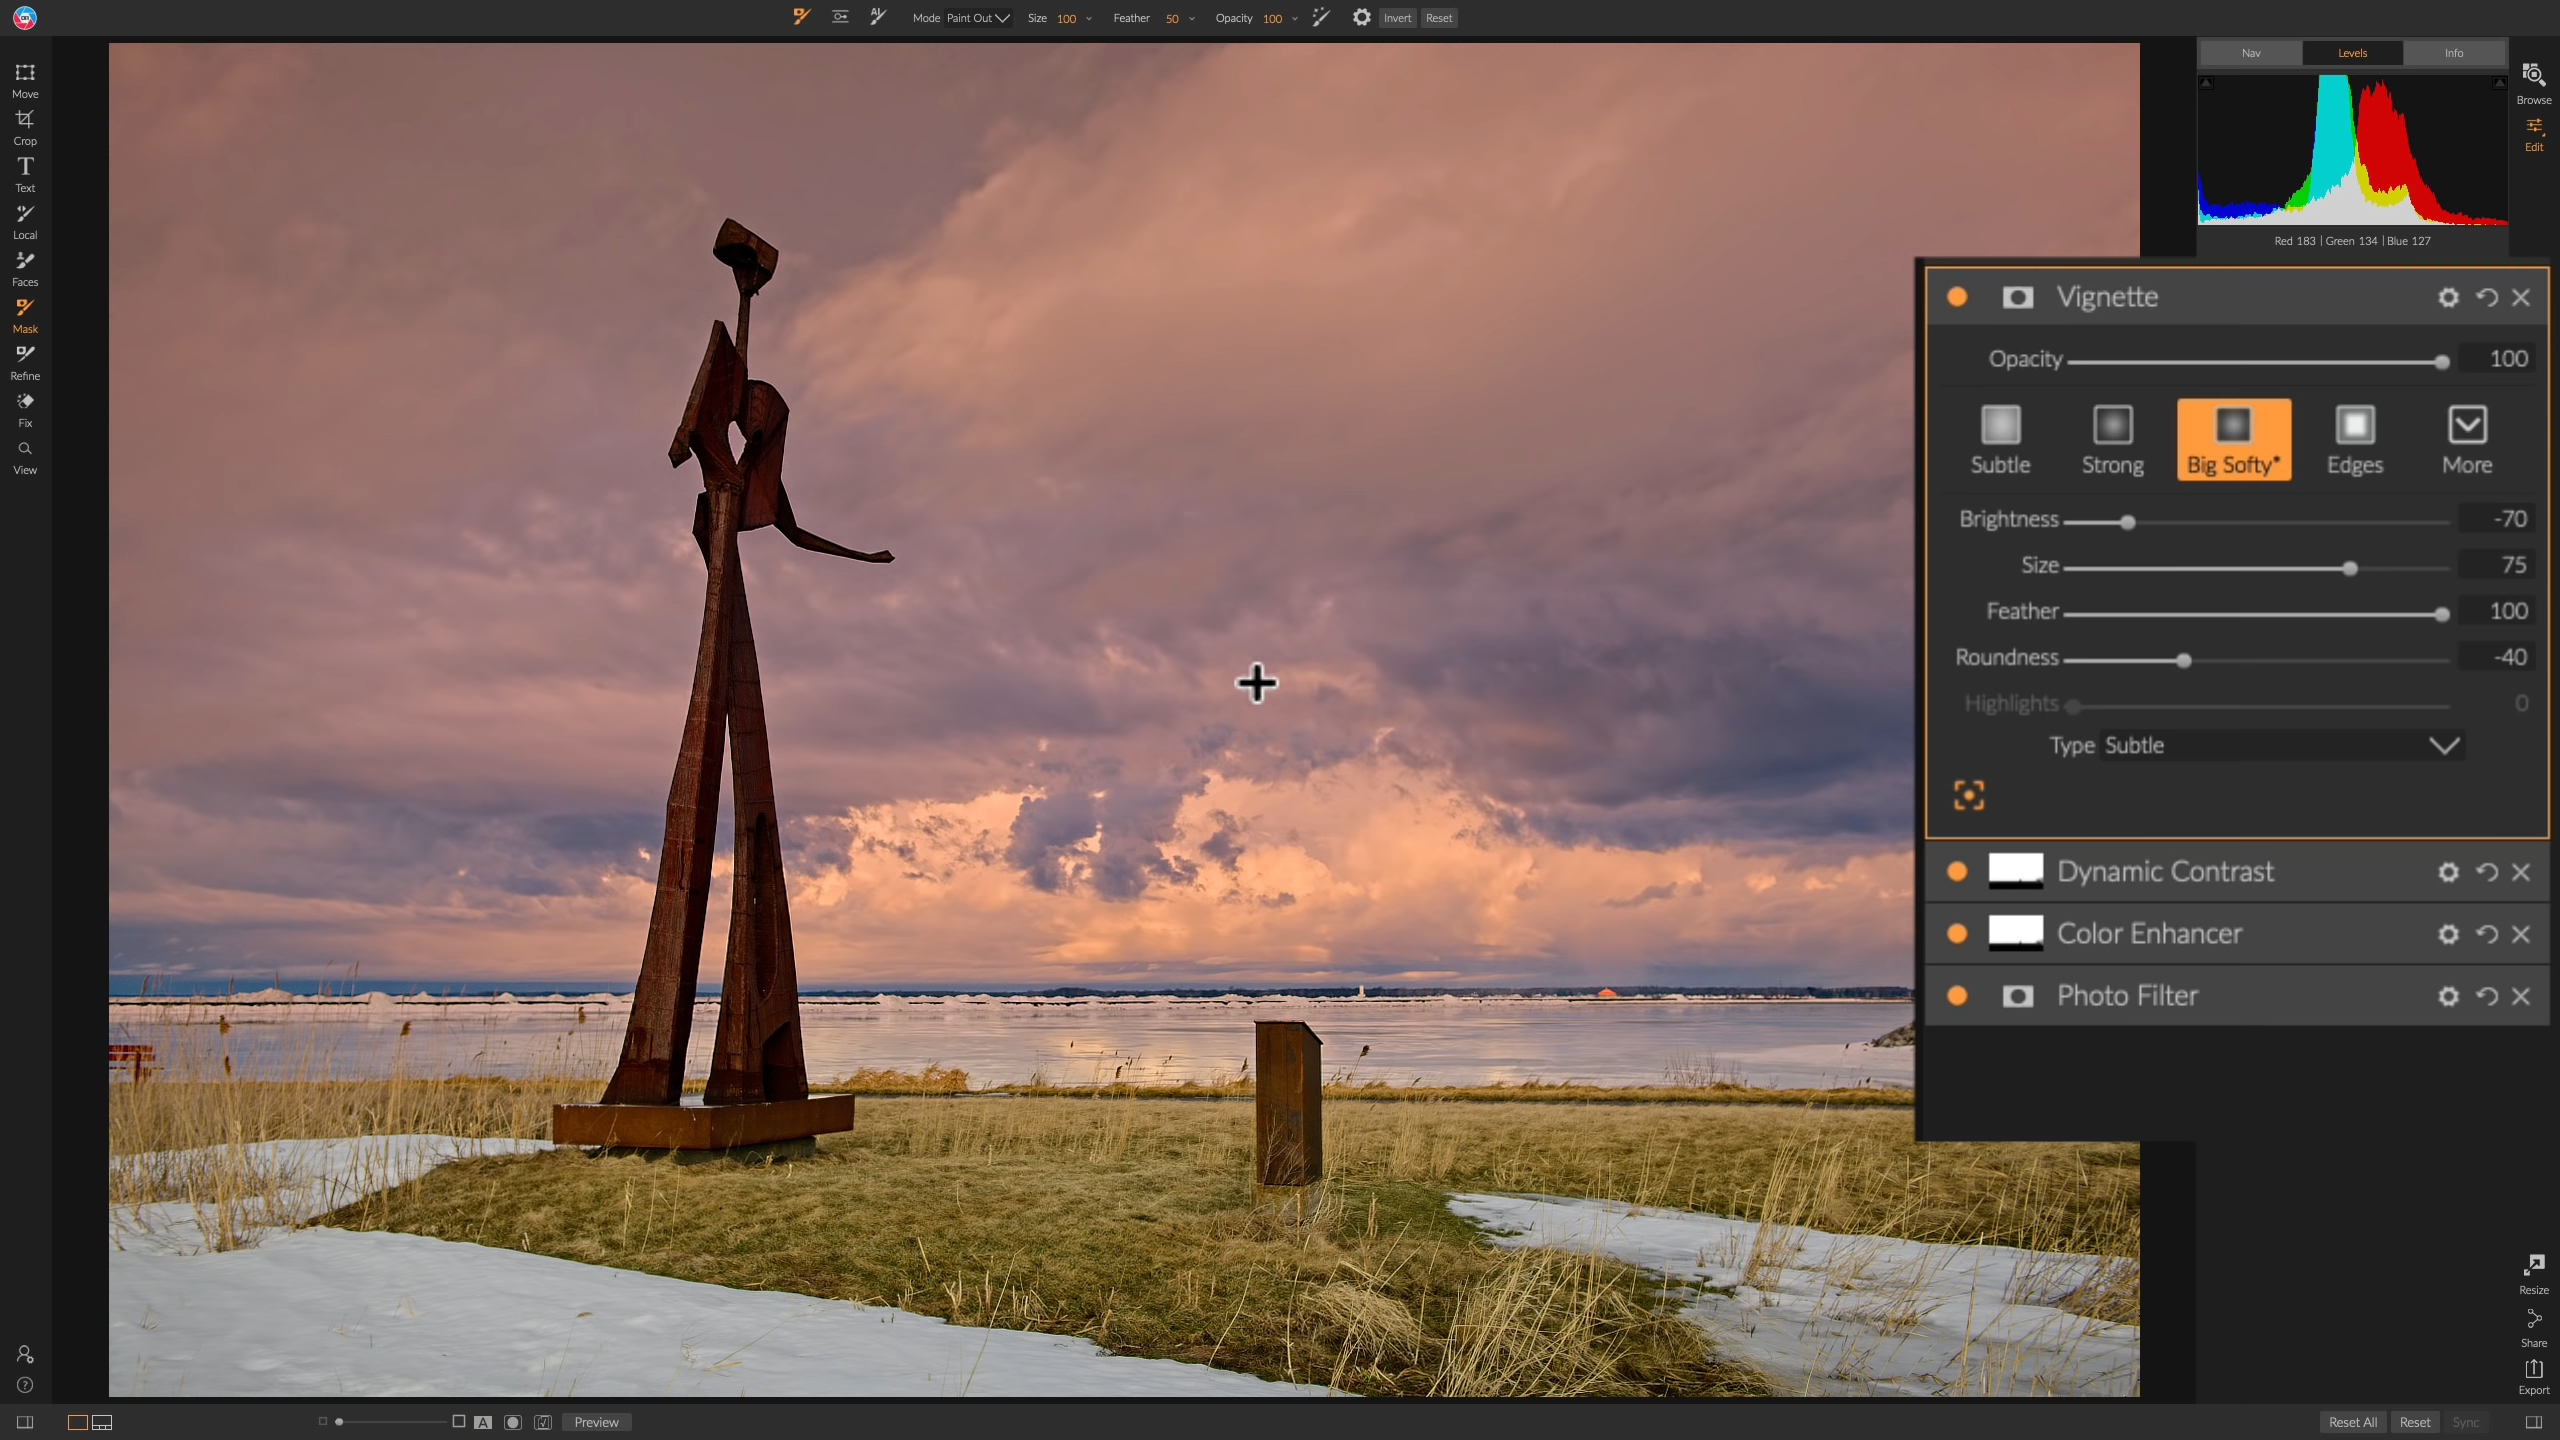 Mode Paint Out Size 100 Feather 50 Opacity 100 Invert Reset
Move
Crop
Text
Local
Faces
Mask
Refine
Fix
View
Nav Levels Info
Red 183 | Green 134 | Blue 127
Browse
Edit
Vignette
Opacity 100
Subtle Strong Big Softy* Edges More
Brightness -70
Size 75
Feather 100
Roundness -40
Highlights 0
Type Subtle
Dynamic Contrast
Color Enhancer
Photo Filter
Resize
Share
Export
A Preview
Reset All Reset Sync